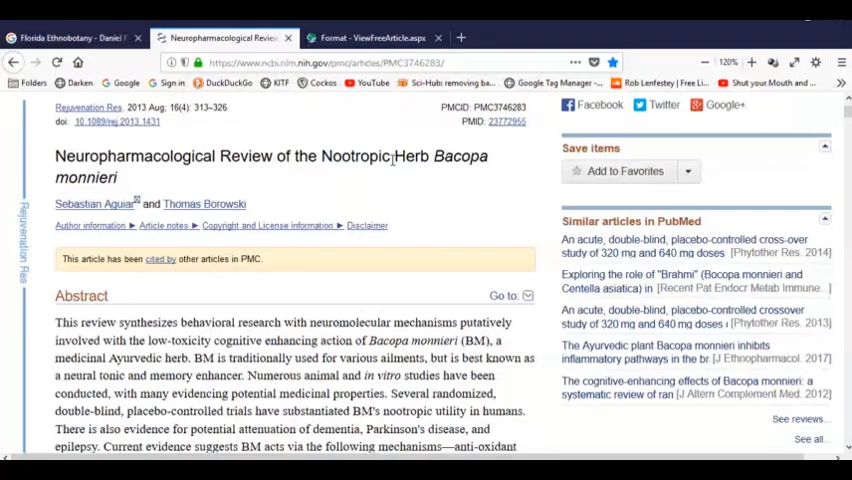 Florida Ethnobotany - Daniel F
Neuropharmacological Review
Format - ViewFreeArticle.aspx
https://www.ncbi.nlm.nih.gov/pmc/articles/PMC3746283/
120%
Folders Darken Google Sign in DuckDuckGo KITF Cockos YouTube Sci-Hub: removing ba... Google Tag Manager -... Rob Lenfestey | Free Li... Shut your Mouth and ...
Rejuvenation Res. 2013 Aug; 16(4): 313–326.
doi: 10.1089/rej.2013.1431
PMCID: PMC3746283
PMID: 23772955
Neuropharmacological Review of the Nootropic Herb Bacopa
monnieri
Sebastian Aguiar and Thomas Borowski
Author information ► Article notes ► Copyright and License information ► Disclaimer
This article has been cited by other articles in PMC.
Abstract
Go to:
This review synthesizes behavioral research with neuromolecular mechanisms putatively
involved with the low-toxicity cognitive enhancing action of Bacopa monnieri (BM), a
medicinal Ayurvedic herb. BM is traditionally used for various ailments, but is best known as
a neural tonic and memory enhancer. Numerous animal and in vitro studies have been
conducted, with many evidencing potential medicinal properties. Several randomized,
double-blind, placebo-controlled trials have substantiated BM's nootropic utility in humans.
There is also evidence for potential attenuation of dementia, Parkinson's disease, and
epilepsy. Current evidence suggests BM acts via the following mechanisms—anti-oxidant
Rejuvenation Res
Facebook Twitter Google+
Save items
Add to Favorites
Similar articles in PubMed
An acute, double-blind, placebo-controlled cross-over
study of 320 mg and 640 mg doses [Phytother Res. 2014]
Exploring the role of "Brahmi" (Bocopa monnieri and
Centella asiatica) in [Recent Pat Endocr Metab Immune...]
An acute, double-blind, placebo-controlled crossover
study of 320 mg and 640 mg doses [Phytother Res. 2013]
The Ayurvedic plant Bacopa monnieri inhibits
inflammatory pathways in the br. [J Ethnopharmacol. 2017]
The cognitive-enhancing effects of Bacopa monnieri: a
systematic review of ran [J Altern Complement Med. 2012]
See reviews...
See all...